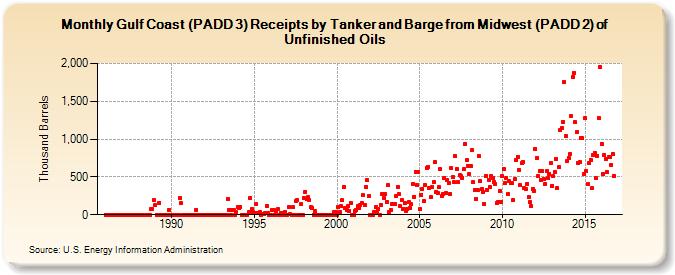 Monthly Gulf Coast (PADD 3) Receipts by Tanker and Barge from Midwest (PADD 2) of
Unfinished Oils
Thousand Barrels
2,000
1,500
1,000
500
0
1990
1995
2000
2005
2010
2015
Source: U.S. Energy Information Administration